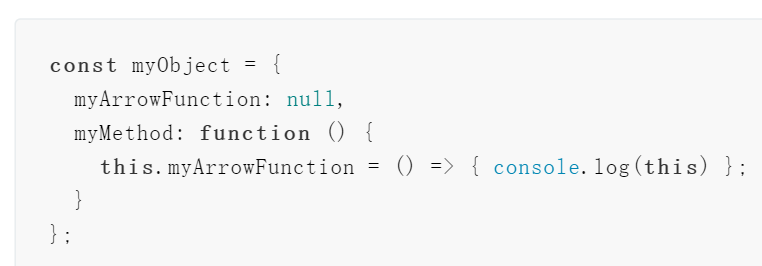 const myObject = {
  myArrowFunction: null,
  myMethod: function () {
    this.myArrowFunction = () => { console.log(this) };
  }
};